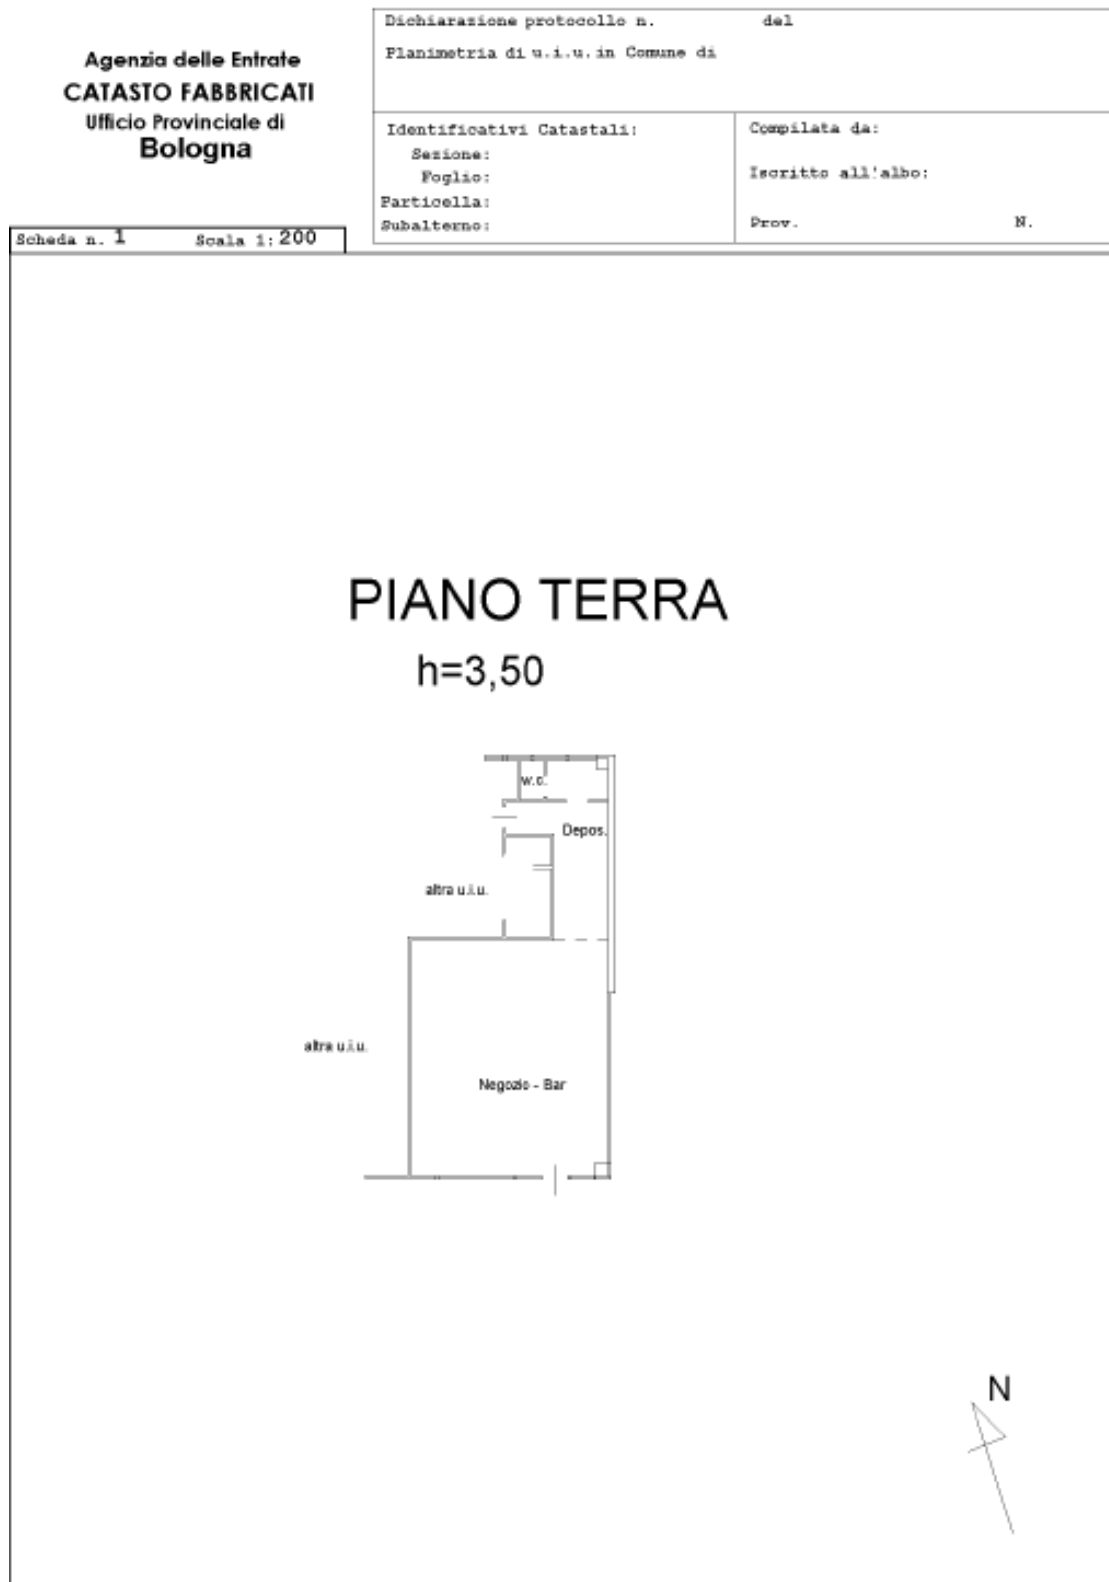 Agenzia delle Entrate
CATASTO FABBRICATI
Ufficio Provinciale di
Bologna
Scheda n. 1 Scala 1:200
Dichiarazione protocollo n. del
Planimetria di u.i.u. in Comune di
Identificativi Catastali:
Sezione:
Foglio:
Particella:
Subalterno:
Compilata da:
Iscritto all'albo:
Prov. N.
PIANO TERRA
h=3,50
w.c.
Depos.
altra u.i.u.
altra u.i.u.
Negozio - Bar
N